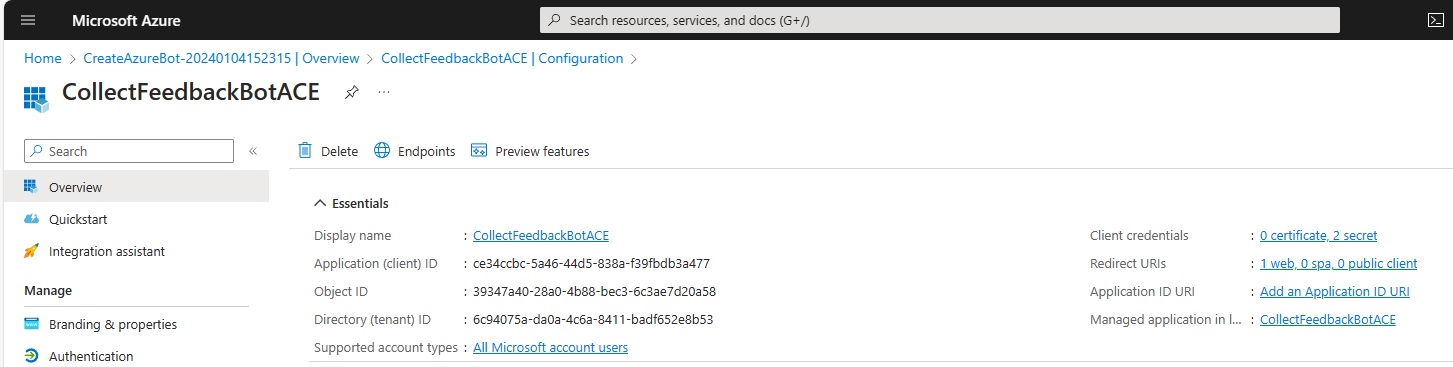 Microsoft Azure
Search resources, services, and docs (G+/)
Home > CreateAzureBot-20240104152315 | Overview > CollectFeedbackBotACE | Configuration >
CollectFeedbackBotACE
...
Search
«
Delete
Endpoints
Preview features
Overview
Quickstart
Integration assistant
Manage
Branding & properties
Authentication
Essentials
Display name : CollectFeedbackBotACE
Application (client) ID : ce34ccbc-5a46-44d5-838a-f39fbdb3a477
Object ID : 39347a40-28a0-4b88-bec3-6c3ae7d20a58
Directory (tenant) ID : 6c94075a-da0a-4c6a-8411-badf652e8b53
Supported account types : All Microsoft account users
Client credentials : 0 certificate, 2 secret
Redirect URIs : 1 web, 0 spa, 0 public client
Application ID URI : Add an Application ID URI
Managed application in l... : CollectFeedbackBotACE